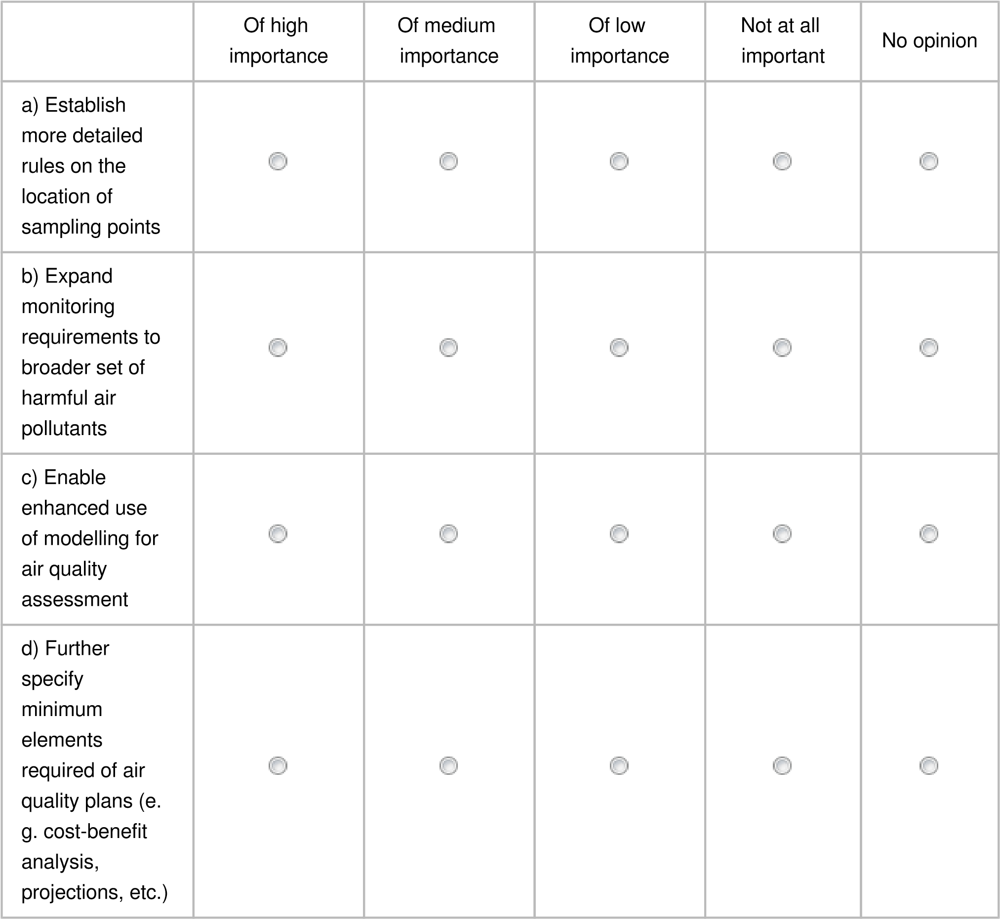 Of high
importance
Of medium
importance
Of low
importance
Not at all
important
No opinion
a) Establish
more detailed
rules on the
location of
sampling points
b) Expand
monitoring
requirements to
broader set of
harmful air
pollutants
c) Enable
enhanced use
of modelling for
air quality
assessment
d) Further
specify
minimum
elements
required of air
quality plans (e.
g. cost-benefit
analysis,
projections, etc.)